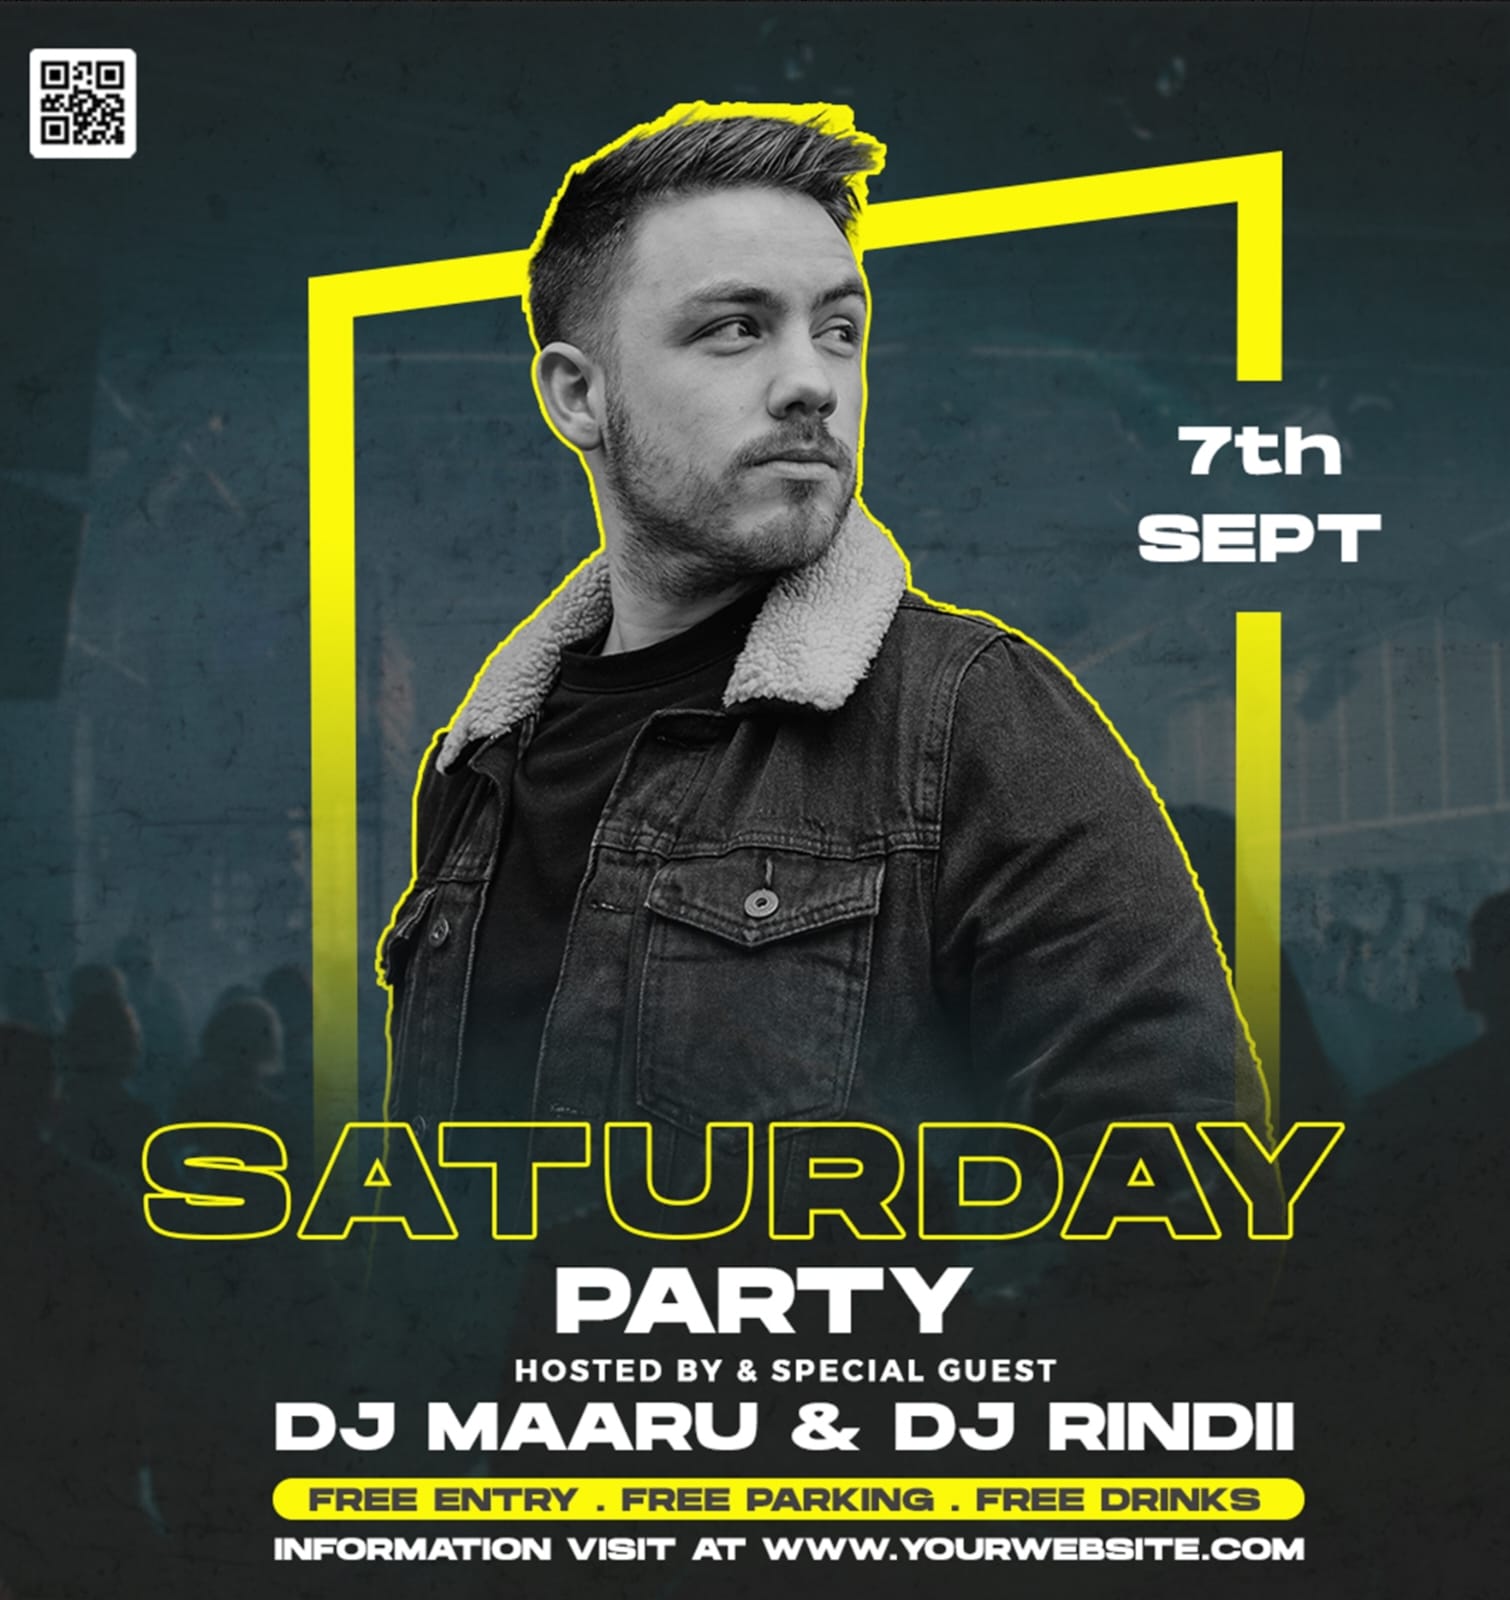 7th
SEPT
SATURDAY
PARTY
HOSTED BY & SPECIAL GUEST
DJ MAARU & DJ RINDII
FREE ENTRY . FREE PARKING . FREE DRINKS
INFORMATION VISIT AT WWW.YOURWEBSITE.COM